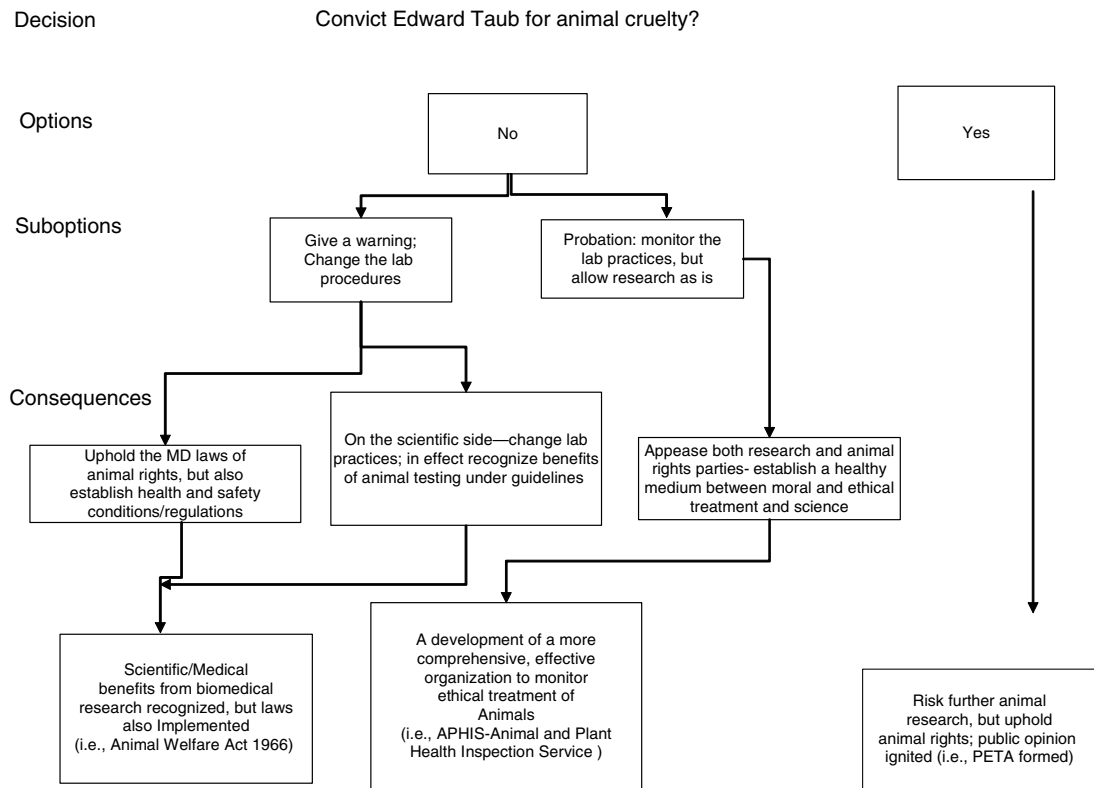 Decision
Convict Edward Taub for animal cruelty?
Options
No
Yes
Suboptions
Give a warning;
Change the lab
procedures
Probation: monitor the
lab practices, but
allow research as is
Consequences
Uphold the MD laws of
animal rights, but also
establish health and safety
conditions/regulations
On the scientific side—change lab
practices; in effect recognize benefits
of animal testing under guidelines
Appease both research and animal
rights parties- establish a healthy
medium between moral and ethical
treatment and science
Scientific/Medical
benefits from biomedical
research recognized, but laws
also Implemented
(i.e., Animal Welfare Act 1966)
A development of a more
comprehensive, effective
organization to monitor
ethical treatment of
Animals
(i.e., APHIS-Animal and Plant
Health Inspection Service )
Risk further animal
research, but uphold
animal rights; public opinion
ignited (i.e., PETA formed)